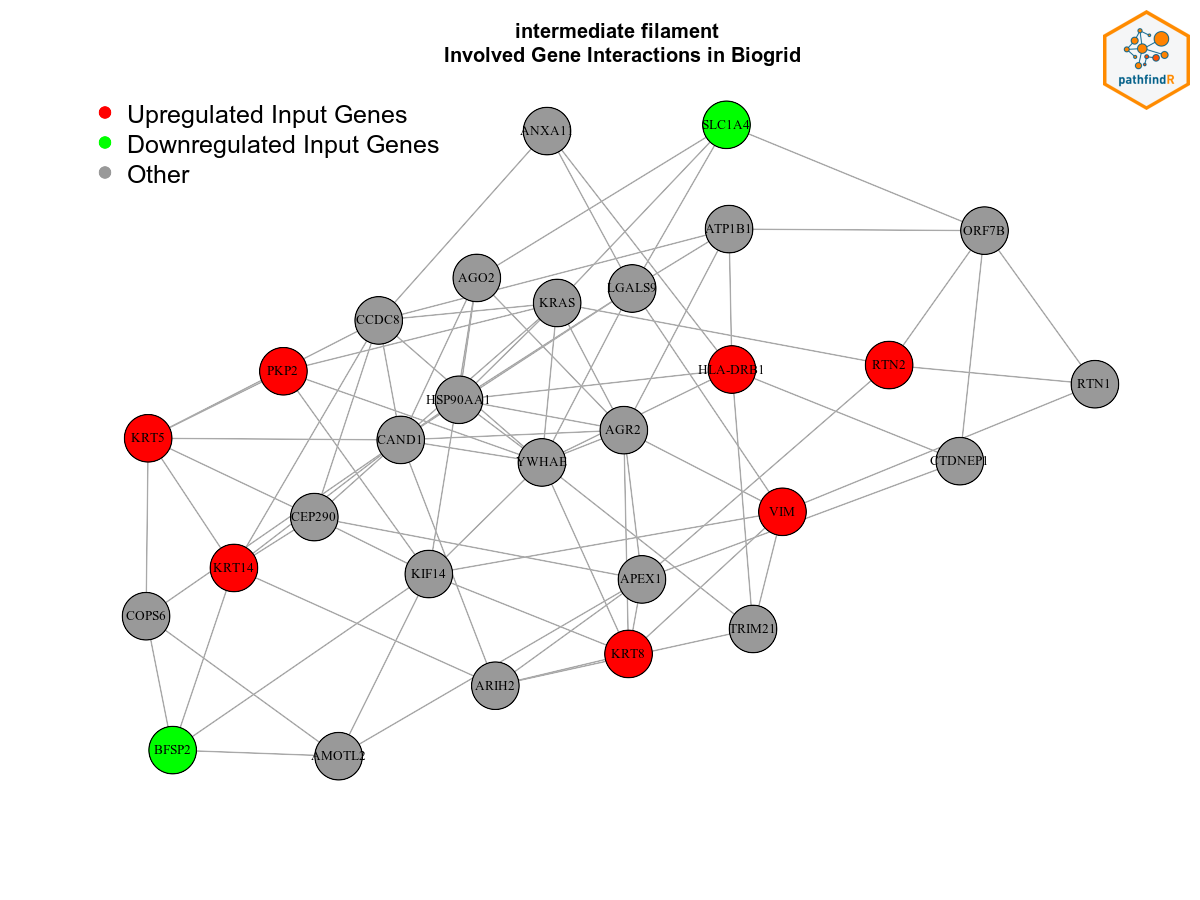 intermediate filament
Involved Gene Interactions in Biogrid
pathfindR
Upregulated Input Genes
Downregulated Input Genes
Other
ANXA1
SLC1A4
ATP1B1
ORF7B
AGO2
LGALS9
KRAS
CCDC8
PKP2
HLA-DRB1
RTN2
RTN1
HSP90AA1
KRT5
CAND1
AGR2
YWHAE
CTDNEP1
VIM
CEP290
KRT14
KIF14
APEX1
COPS6
TRIM21
KRT8
ARIH2
BFSP2
AMOTL2